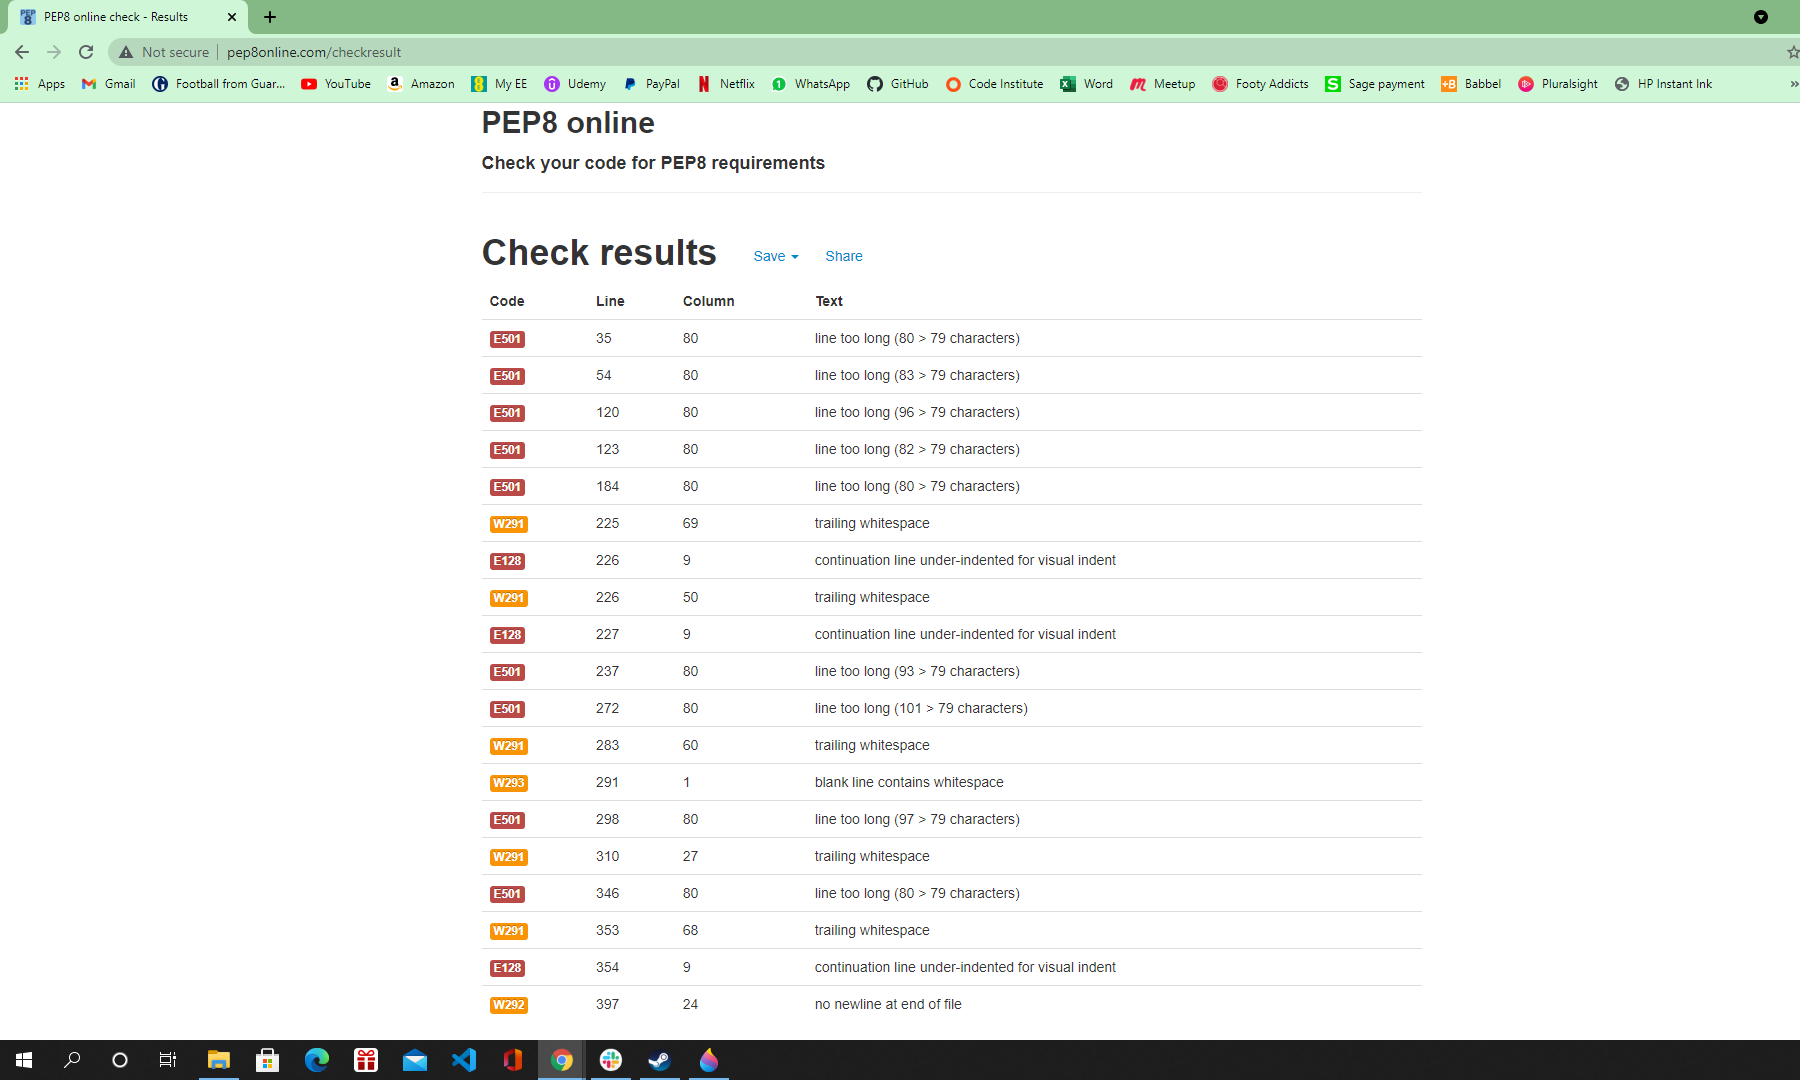 PEP8 online check - Results
Not secure pep8online.com/checkresult
Apps Gmail Football from Guar... YouTube Amazon My EE Udemy PayPal Netflix WhatsApp GitHub Code Institute Word Meetup Footy Addicts Sage payment Babbel Pluralsight HP Instant Ink »
PEP8 online
Check your code for PEP8 requirements
Check results Save Share
Code Line Column Text
E501 35 80 line too long (80 > 79 characters)
E501 54 80 line too long (83 > 79 characters)
E501 120 80 line too long (96 > 79 characters)
E501 123 80 line too long (82 > 79 characters)
E501 184 80 line too long (80 > 79 characters)
W291 225 69 trailing whitespace
E128 226 9 continuation line under-indented for visual indent
W291 226 50 trailing whitespace
E128 227 9 continuation line under-indented for visual indent
E501 237 80 line too long (93 > 79 characters)
E501 272 80 line too long (101 > 79 characters)
W291 283 60 trailing whitespace
W293 291 1 blank line contains whitespace
E501 298 80 line too long (97 > 79 characters)
W291 310 27 trailing whitespace
E501 346 80 line too long (80 > 79 characters)
W291 353 68 trailing whitespace
E128 354 9 continuation line under-indented for visual indent
W292 397 24 no newline at end of file